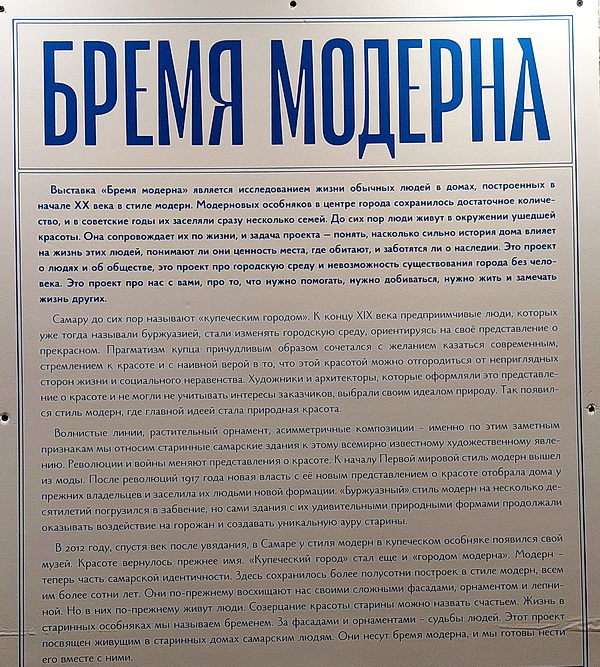 БРЕМЯ МОДЕРНА
Выставка «Бремя модерна» является исследованием жизни обычных людей в домах, построенных в
начале XX века в стиле модерн. Модерновых особняков в центре города сохранилось достаточное количе-
ство, и в советские годы их заселяли сразу несколько семей. До сих пор люди живут в окружении ушедшей
красоты. Она сопровождает их по жизни, и задача проекта – понять, насколько сильно история дома влияет
на жизнь этих людей, понимают ли они ценность места, где обитают, и заботятся ли о наследии. Это проект
о людях и об обществе, это проект про городскую среду и невозможность существования города без чело-
века. Это проект про нас с вами, про то, что нужно помогать, нужно добиваться, нужно жить и замечать
жизнь других.
Самару до сих пор называют «купеческим городом». К концу XIX века предприимчивые люди, которых
уже тогда называли буржуазией, стали изменять городскую среду, ориентируясь на своё представление о
прекрасном. Прагматизм купца причудливым образом сочетался с желанием казаться современным,
стремлением к красоте и с наивной верой в то, что этой красотой можно отгородиться от неприглядных
сторон жизни и социального неравенства. Художники и архитекторы, которые оформляли это представле-
ние о красоте и не могли не учитывать интересы заказчиков, выбрали своим идеалом природу. Так появил-
ся стиль модерн, где главной идеей стала природная красота.
Волнистые линии, растительный орнамент, асимметричные композиции – именно по этим заметным
признакам мы относим старинные самарские здания к этому всемирно известному художественному явле-
нию. Революции и войны меняют представления о красоте. К началу Первой мировой стиль модерн вышел
из моды. После революций 1917 года новая власть с её новым представлением о красоте отобрала дома у
прежних владельцев и заселила их людьми новой формации. «Буржуазный» стиль модерн на несколько де-
сятилетий погрузился в забвение, но сами здания с их удивительными природными формами продолжали
оказывать воздействие на горожан и создавать уникальную ауру старины.
В 2012 году, спустя век после увядания, в Самаре у стиля модерн в купеческом особняке появился свой
музей. Красоте вернулось прежнее имя. «Купеческий город» стал еще и «городом модерна». Модерн –
теперь часть самарской идентичности. Здесь сохранилось более полусотни построек в стиле модерн, всем
им более сотни лет. Они по-прежнему восхищают нас своими сложными фасадами, орнаментом и лепни-
ной. Но в них по-прежнему живут люди. Созерцание красоты старины можно назвать счастьем. Жизнь в
старинных особняках мы называем бременем. За фасадами и орнаментами – судьбы людей. Этот проект
посвящен живущим в старинных домах самарским людям. Они несут бремя модерна, и мы готовы нести
его вместе с ними.